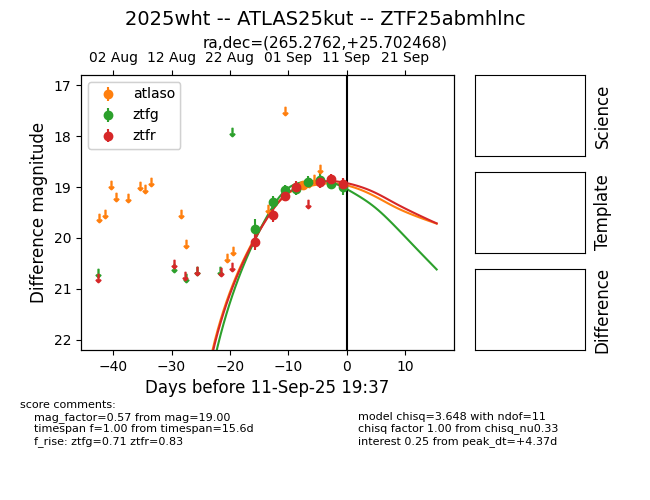 2025wht -- ATLAS25kut -- ZTF25abmhlnc
ra,dec=(265.2762,+25.702468)
02 Aug 12 Aug 22 Aug 01 Sep 11 Sep 21 Sep
atlaso
ztfg
ztfr
17
18
19
20
21
22
Difference magnitude
−40 −30 −20 −10 0 10
Days before 11-Sep-25 19:37
Science
Template
Difference
score comments:
mag_factor=0.57 from mag=19.00
timespan f=1.00 from timespan=15.6d
f_rise: ztfg=0.71 ztfr=0.83
model chisq=3.648 with ndof=11
chisq factor 1.00 from chisq_nu0.33
interest 0.25 from peak_dt=+4.37d